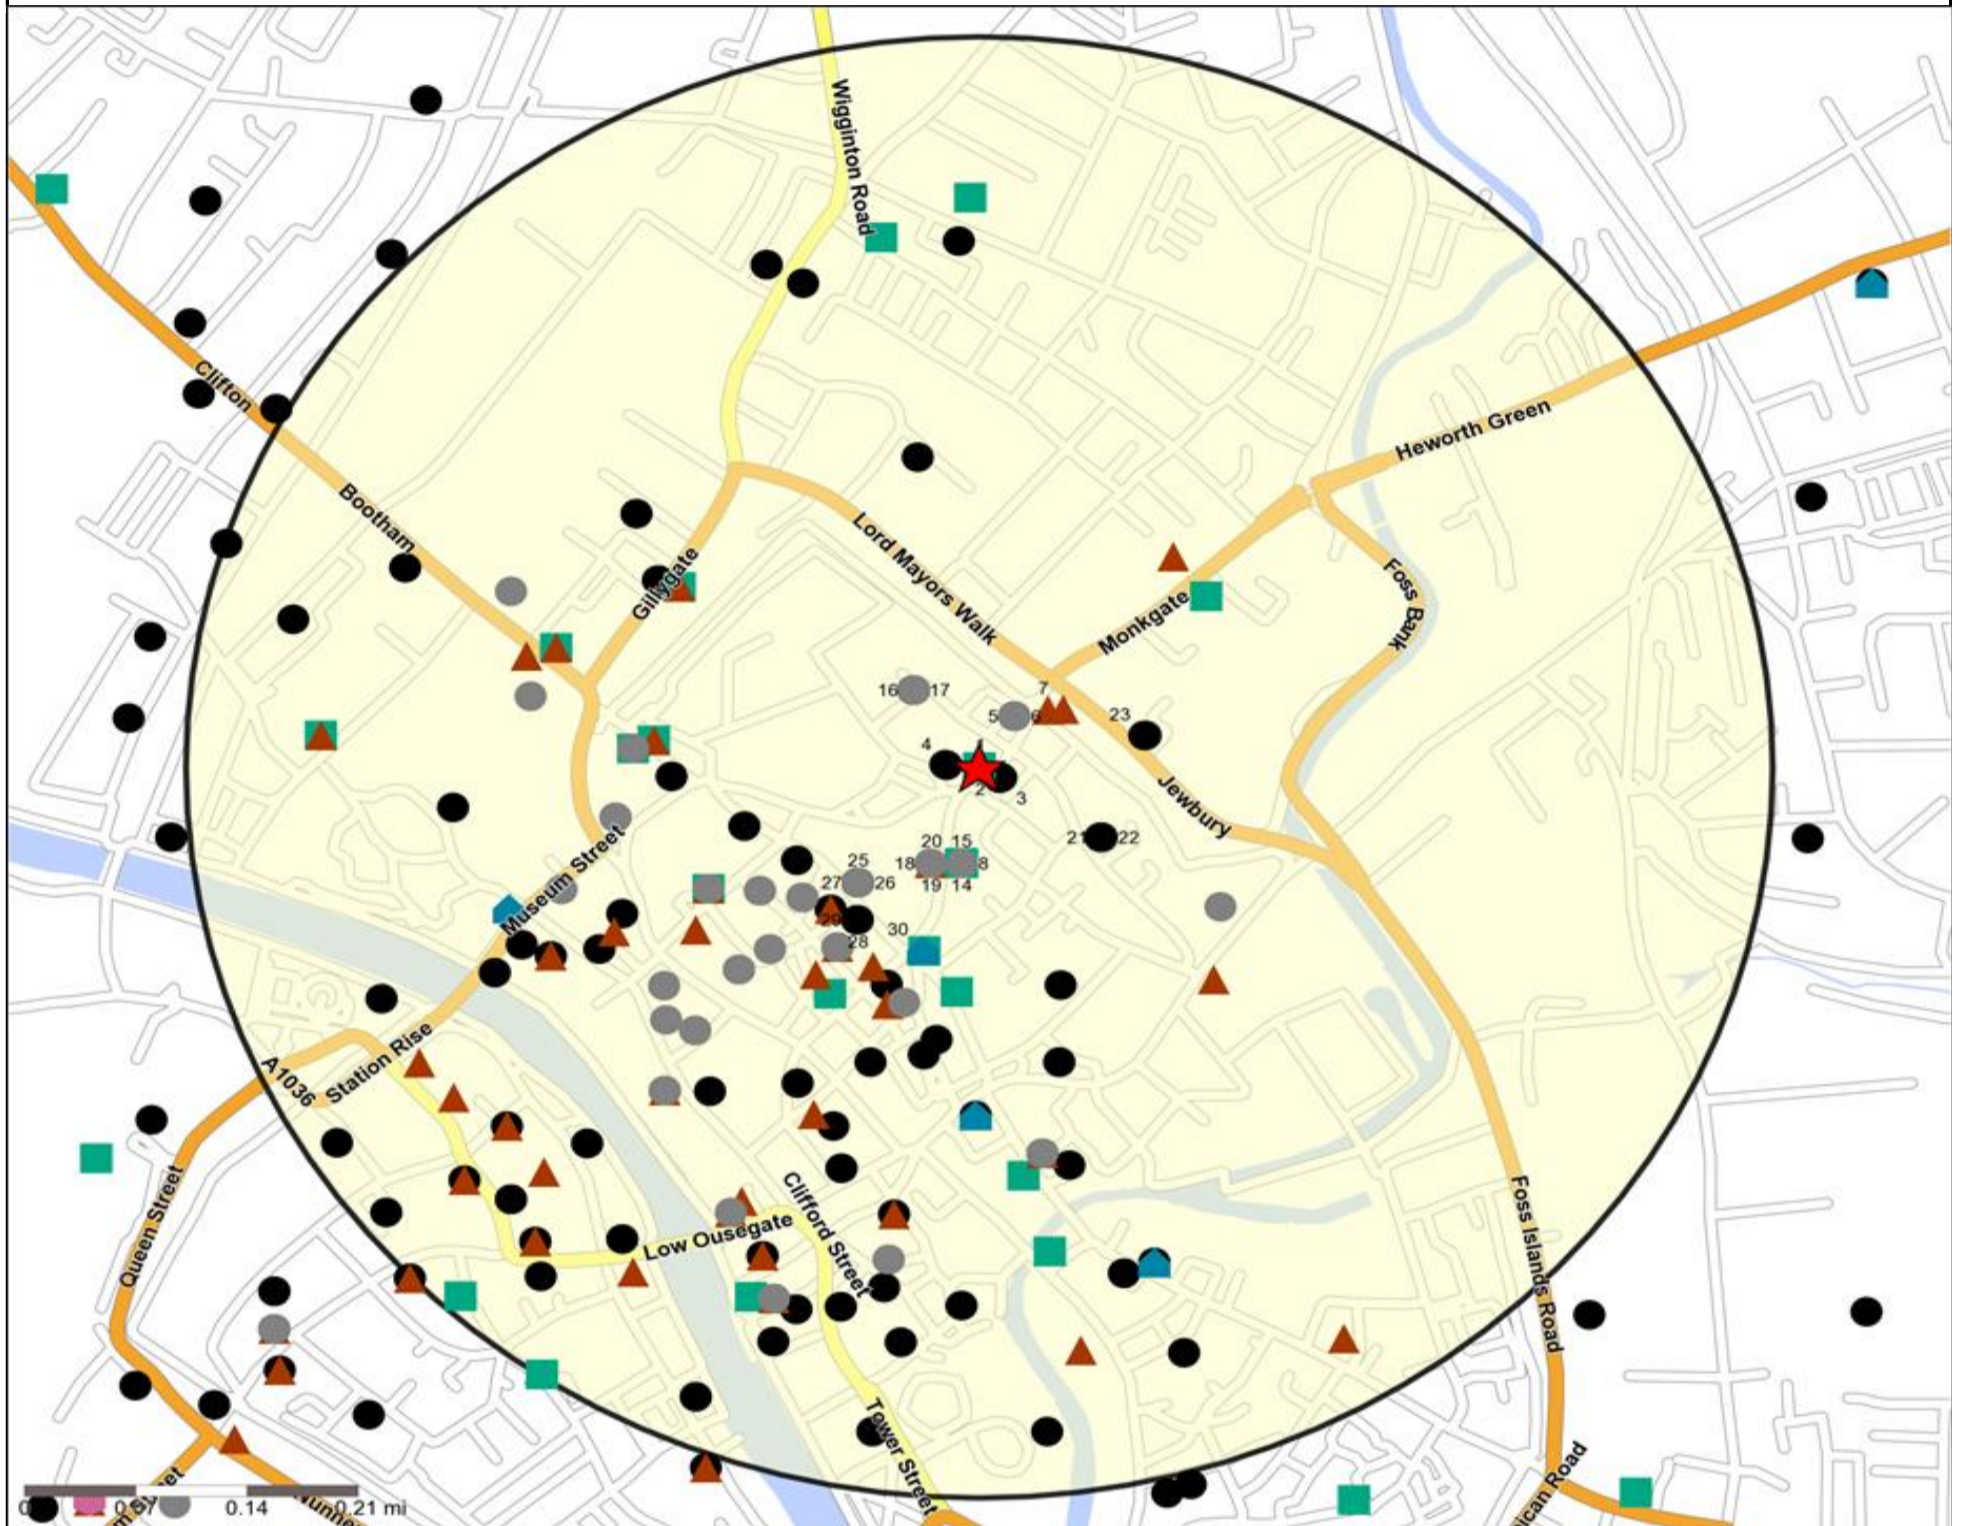 Wigginton Road
Clifton
Heworth Green
Bootham
Lord Mayors Walk
Gillygate
Foss Bank
Monkgate
16 17
7
5 6
23
4 1
2
3
Jewbury
21 22
20 15
18 8
19 14
25
26
27
29
28
30
Museum Street
Station Rise
A1036
Queen Street
Clifford Street
Low Ousegate
Foss Islands Road
Tower Street
0.14 0.21 mi